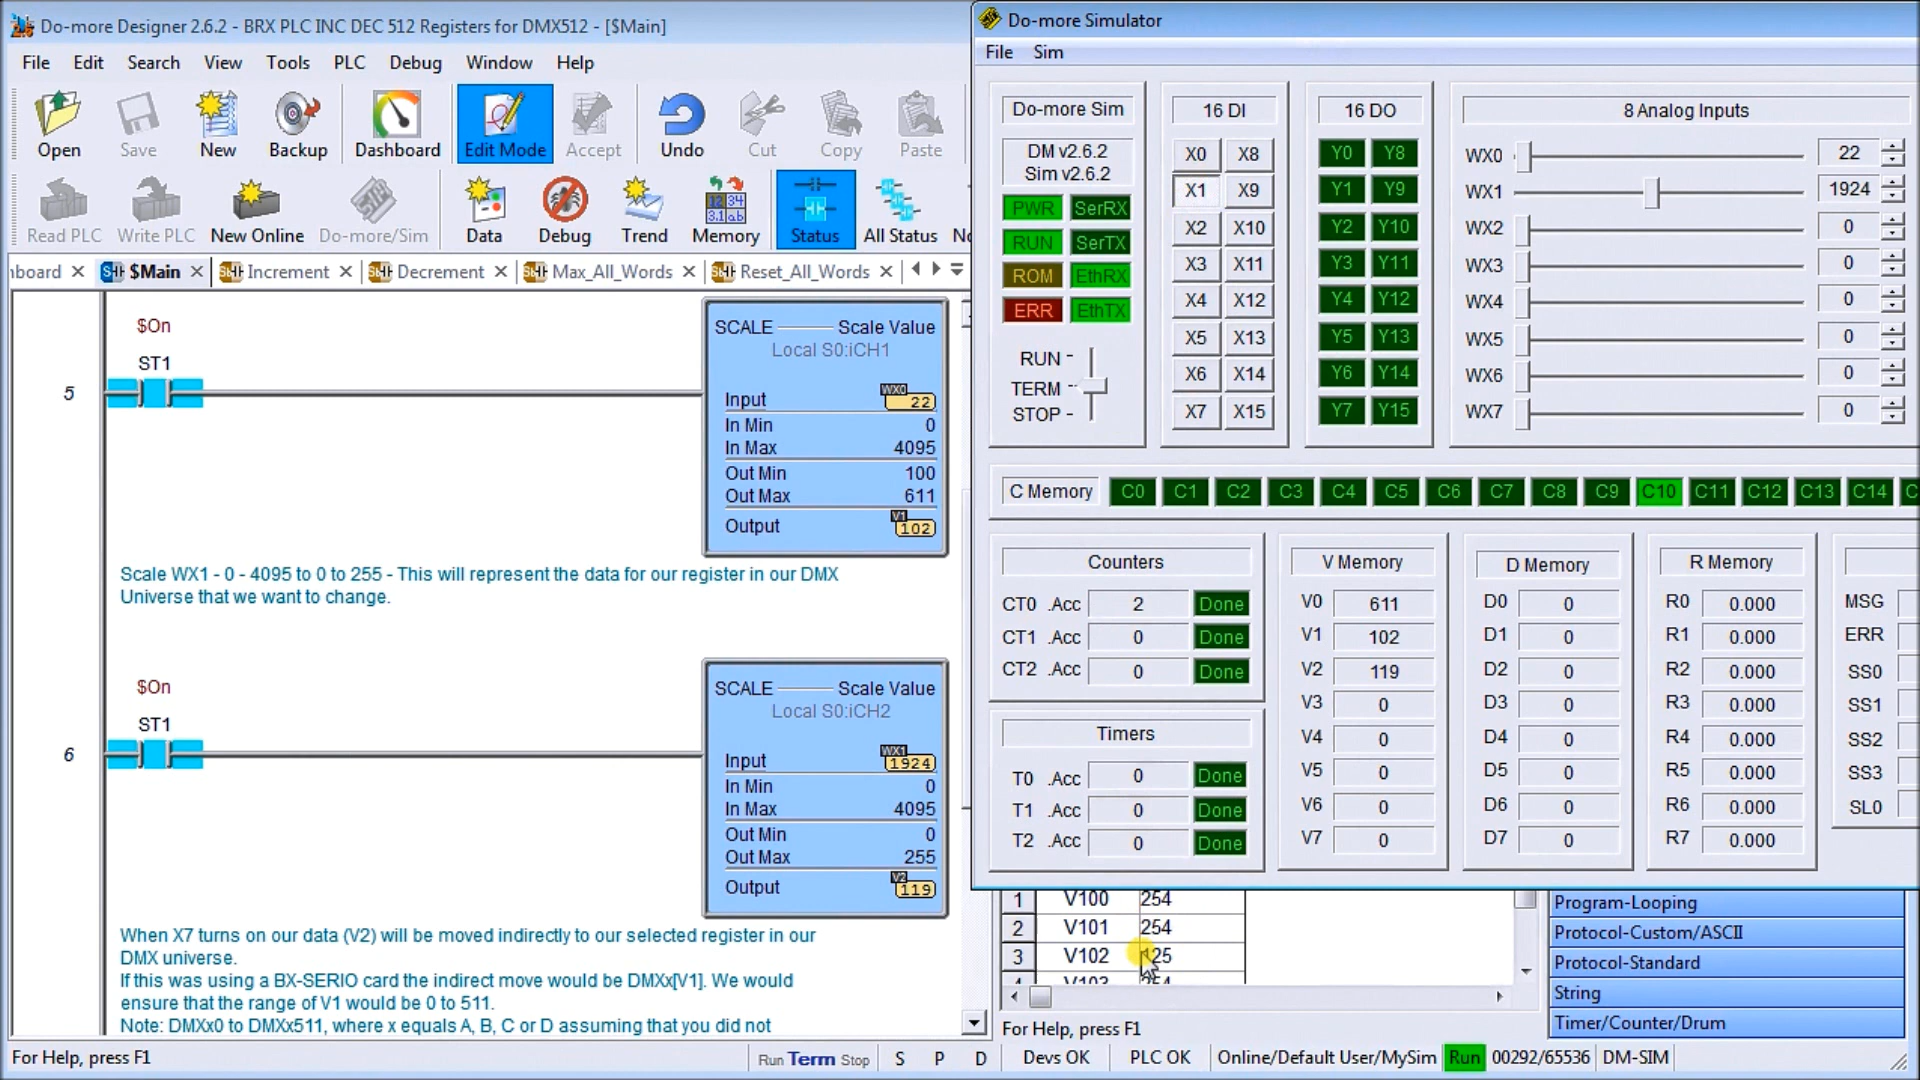 Do-more Designer 2.6.2 - BRX PLC INC DEC 512 Registers for DMX512 - [$Main]
File Edit Search View Tools PLC Debug Window Help
Open Save New Backup Dashboard Edit Mode Accept Undo Cut Copy Paste
Read PLC Write PLC New Online Do-more/Sim Data Debug Trend Memory Status All Status
$Main Increment Decrement Max_All_Words Reset_All_Words
5
$On
ST1
SCALE Scale Value
Local S0:iCH1
WX0
Input 22
In Min 0
In Max 4095
Out Min 100
Out Max 611
V1
Output 102
Scale WX1 - 0 - 4095 to 0 to 255 - This will represent the data for our register in our DMX
Universe that we want to change.
6
$On
ST1
SCALE Scale Value
Local S0:iCH2
WX1
Input 1924
In Min 0
In Max 4095
Out Min 0
Out Max 255
V2
Output 119
When X7 turns on our data (V2) will be moved indirectly to our selected register in our
DMX universe.
If this was using a BX-SERIO card the indirect move would be DMXx[V1]. We would
ensure that the range of V1 would be 0 to 511.
Note: DMXx0 to DMXx511, where x equals A, B, C or D assuming that you did not
Do-more Simulator
File Sim
Do-more Sim
DM v2.6.2
Sim v2.6.2
PWR SerRX
RUN SerTX
ROM EthRX
ERR EthTX
RUN
TERM
STOP
16 DI
X0 X8
X1 X9
X2 X10
X3 X11
X4 X12
X5 X13
X6 X14
X7 X15
16 DO
Y0 Y8
Y1 Y9
Y2 Y10
Y3 Y11
Y4 Y12
Y5 Y13
Y6 Y14
Y7 Y15
8 Analog Inputs
WX0 22
WX1 1924
WX2 0
WX3 0
WX4 0
WX5 0
WX6 0
WX7 0
C Memory C0 C1 C2 C3 C4 C5 C6 C7 C8 C9 C10 C11 C12 C13 C14
Counters
CT0 .Acc 2 Done
CT1 .Acc 0 Done
CT2 .Acc 0 Done
Timers
T0 .Acc 0 Done
T1 .Acc 0 Done
T2 .Acc 0 Done
V Memory
V0 611
V1 102
V2 119
V3 0
V4 0
V5 0
V6 0
V7 0
D Memory
D0 0
D1 0
D2 0
D3 0
D4 0
D5 0
D6 0
D7 0
R Memory
R0 0.000
R1 0.000
R2 0.000
R3 0.000
R4 0.000
R5 0.000
R6 0.000
R7 0.000
MSG
ERR
SS0
SS1
SS2
SS3
SL0
1 V100 254
2 V101 254
3 V102 125
4 V103 254
Program-Looping
Protocol-Custom/ASCII
Protocol-Standard
String
Timer/Counter/Drum
For Help, press F1
For Help, press F1 Run Term Stop S P D Devs OK PLC OK Online/Default User/MySim Run 00292/65536 DM-SIM